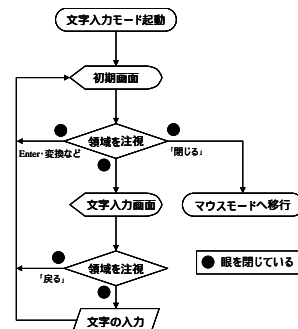 文字入力モード起動
初期画面
領域を注視
Enter・変換など
「閉じる」
文字入力画面
マウスモードへ移行
領域を注視
眼を閉じている
「戻る」
文字の入力